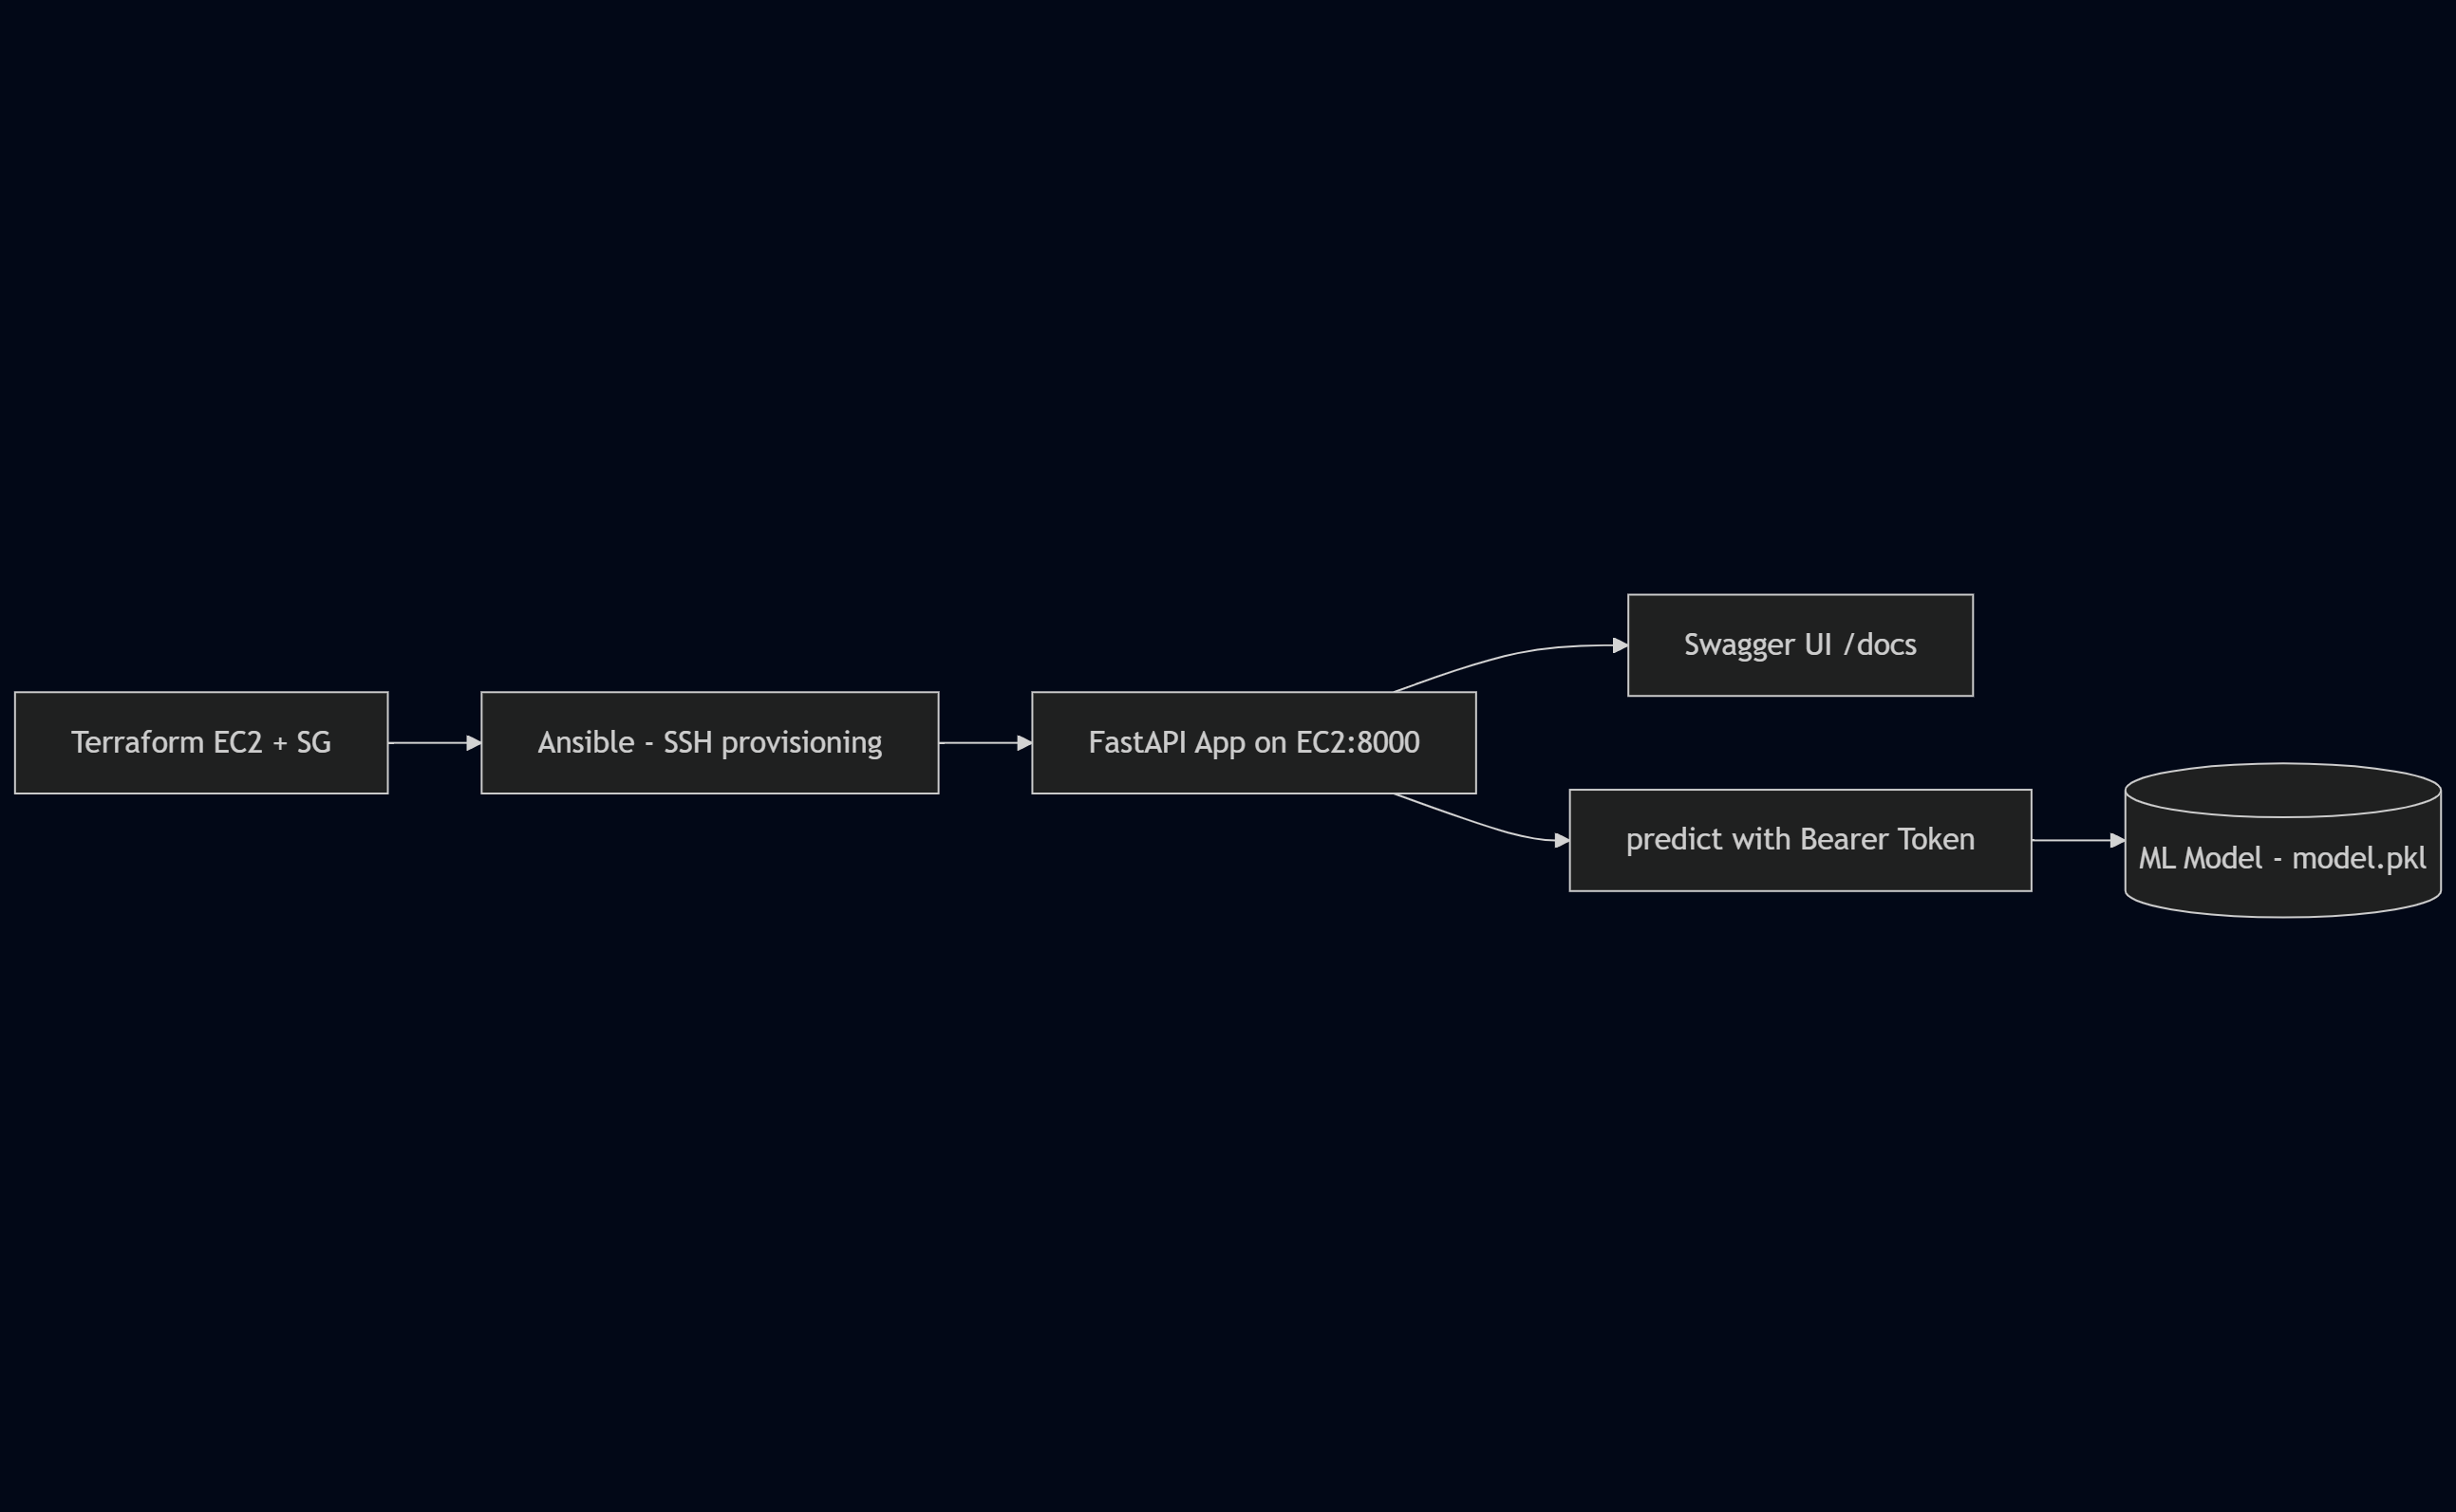 Terraform EC2 + SG
Ansible - SSH provisioning
FastAPI App on EC2:8000
Swagger UI /docs
predict with Bearer Token
ML Model - model.pkl